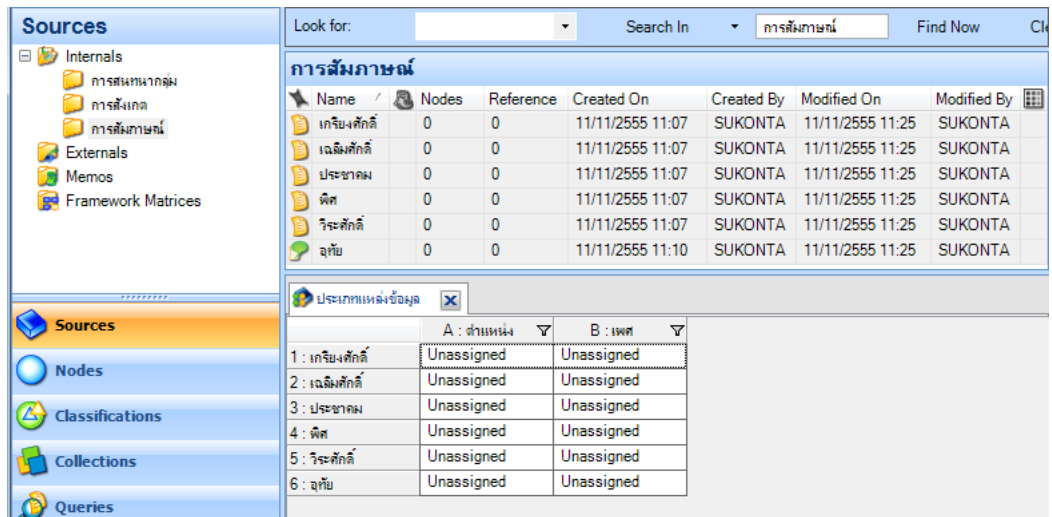 Sources
Internals
การสนทนากลุ่ม
การสังเกต
การสัมภาษณ์
Externals
Memos
Framework Matrices
Sources
Nodes
Classifications
Collections
Queries
Look for: Search In การสัมภาษณ์ Find Now Cle
การสัมภาษณ์
Name Nodes Reference Created On Created By Modified On Modified By
เกรียงศักดิ์ 0 0 11/11/2555 11:07 SUKONTA 11/11/2555 11:25 SUKONTA
เฉลิมศักดิ์ 0 0 11/11/2555 11:07 SUKONTA 11/11/2555 11:25 SUKONTA
ประชาคม 0 0 11/11/2555 11:07 SUKONTA 11/11/2555 11:25 SUKONTA
พิศ 0 0 11/11/2555 11:07 SUKONTA 11/11/2555 11:25 SUKONTA
วิระศักดิ์ 0 0 11/11/2555 11:07 SUKONTA 11/11/2555 11:25 SUKONTA
อุทัย 0 0 11/11/2555 11:10 SUKONTA 11/11/2555 11:25 SUKONTA
ประเภทแหล่งข้อมูล
A : ตำแหน่ง B : เพศ
1 : เกรียงศักดิ์ Unassigned Unassigned
2 : เฉลิมศักดิ์ Unassigned Unassigned
3 : ประชาคม Unassigned Unassigned
4 : พิศ Unassigned Unassigned
5 : วิระศักดิ์ Unassigned Unassigned
6 : อุทัย Unassigned Unassigned